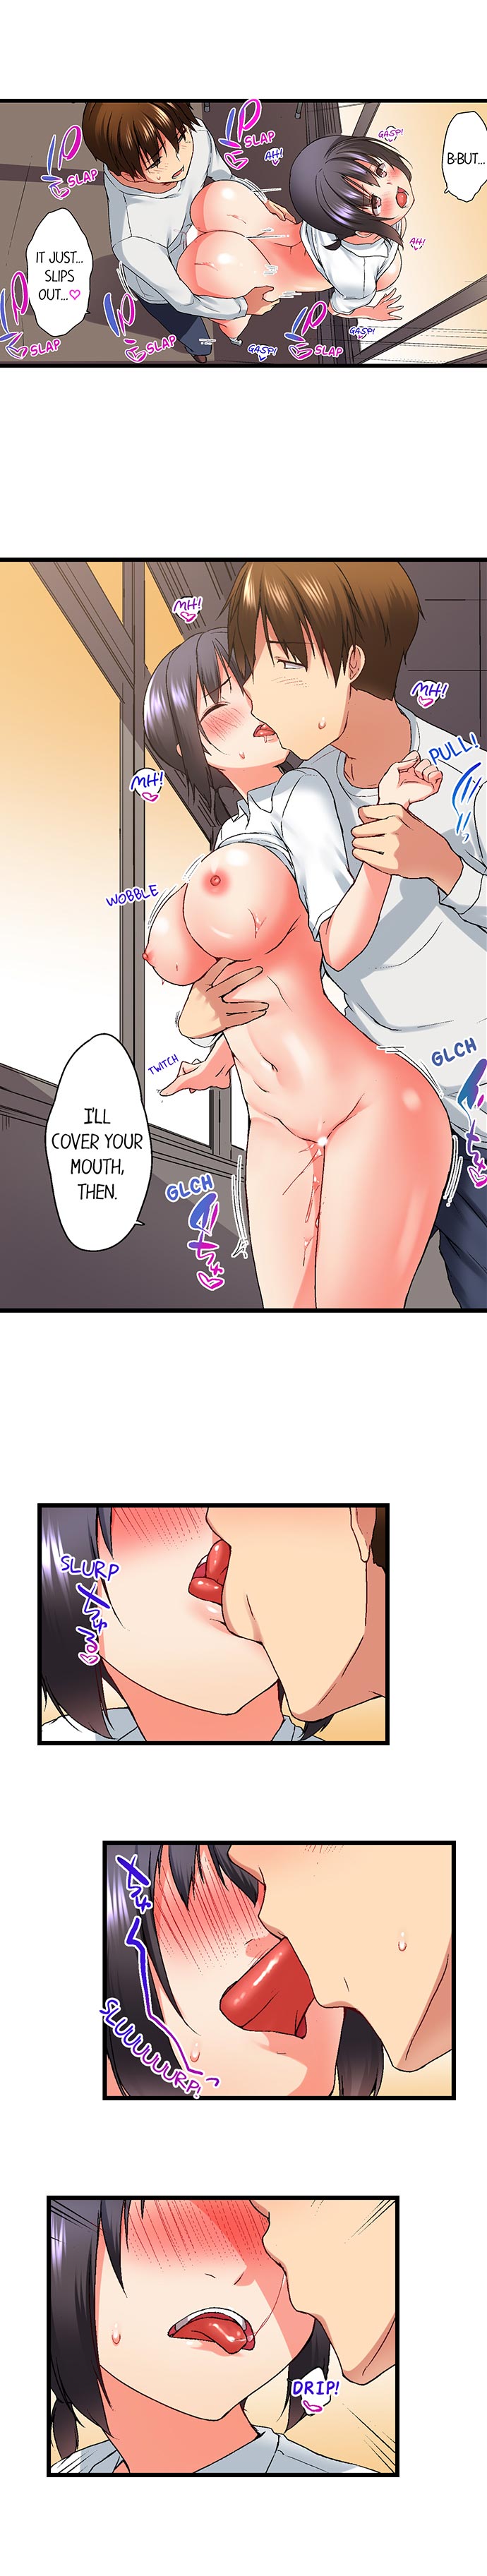 SLAP
SLAP
AH!
GASP!
B-BUT...
IT JUST...
SLIPS
OUT...♡
AH!
SLAP
SLAP
GASP!
GASP!
SLAP
MH!
MH!
PULL!
MH!
WOBBLE
TWITCH
GLCH
I'LL
COVER YOUR
MOUTH,
THEN.
GLCH
SLURP
SLUUUUURP!
DRIP!